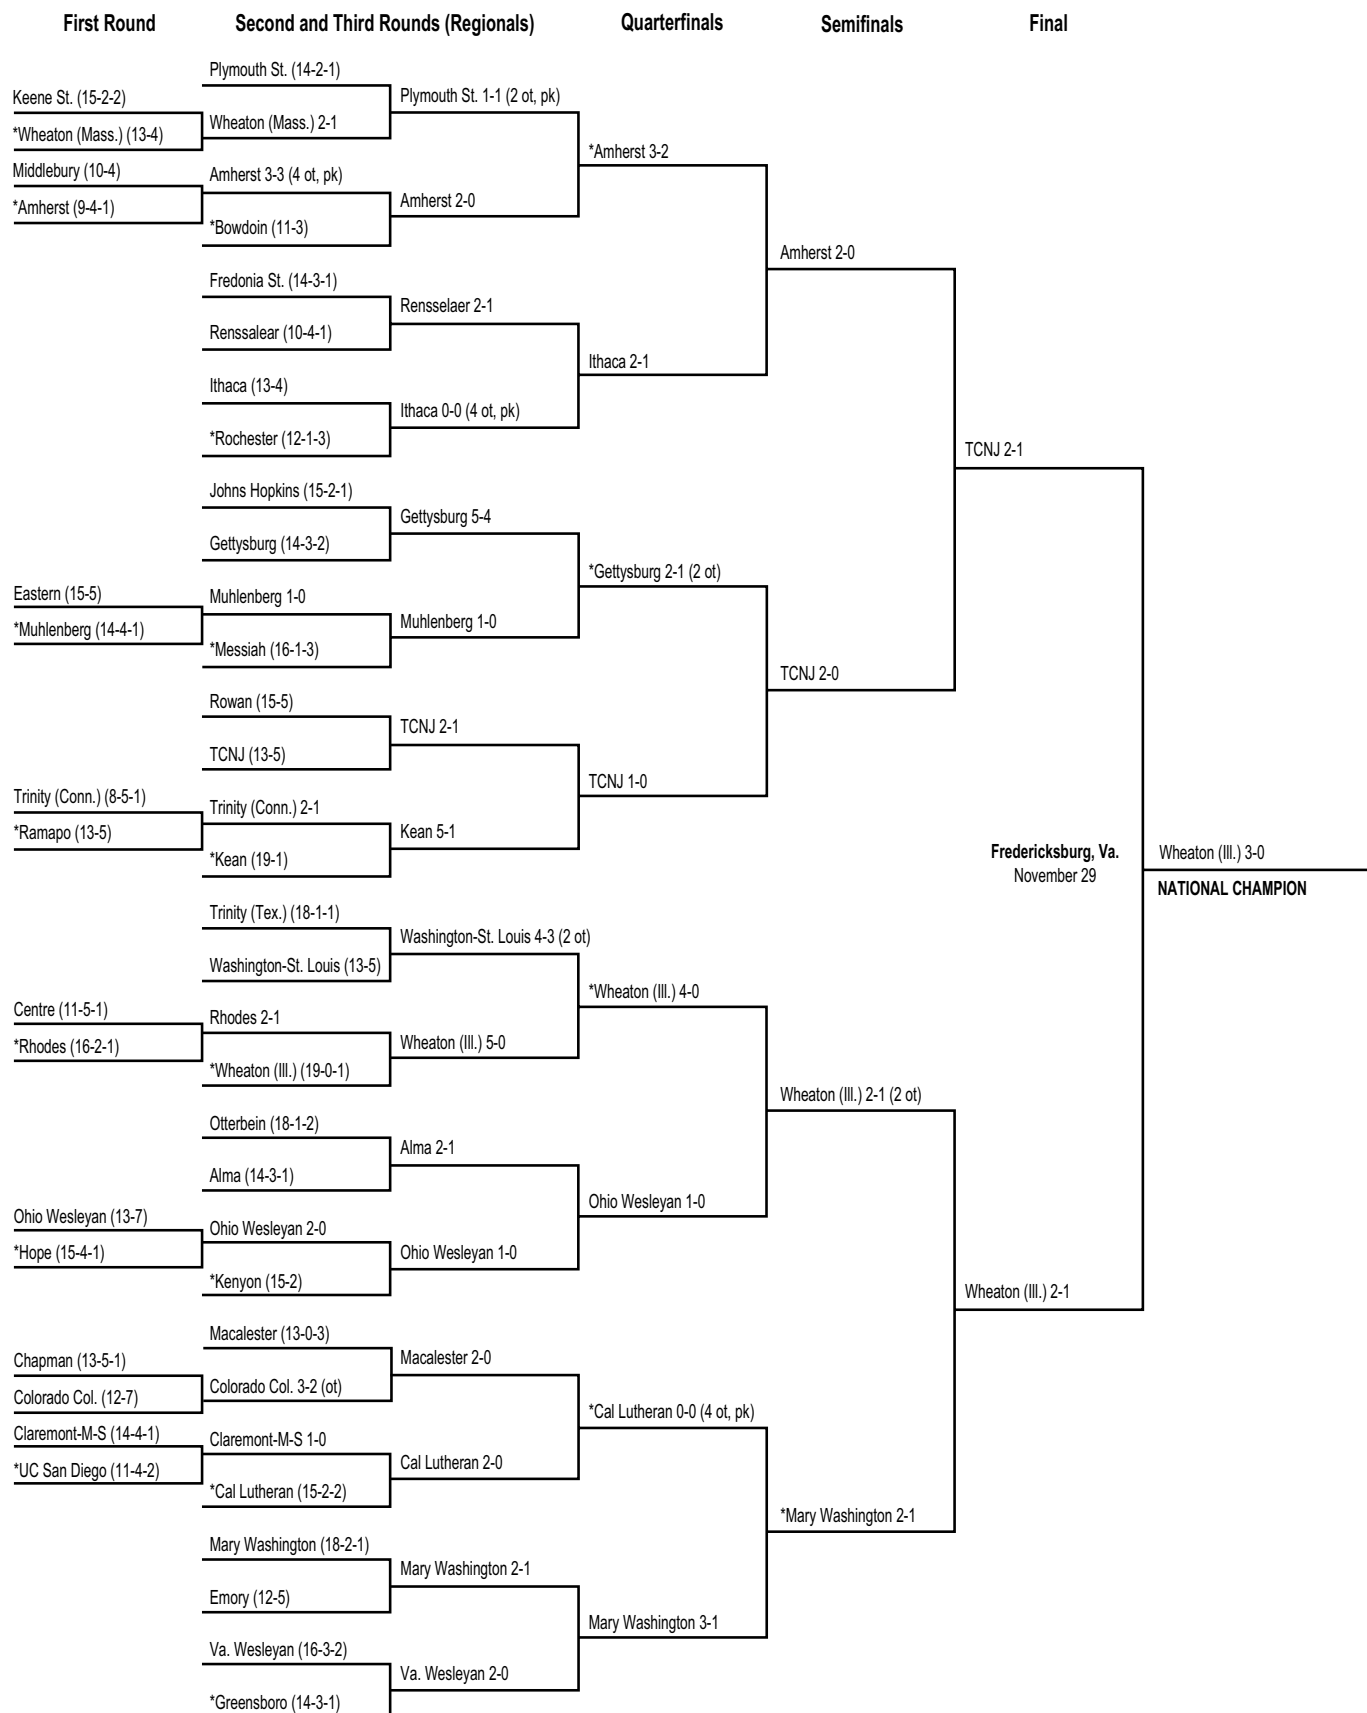 First Round
Second and Third Rounds (Regionals)
Quarterfinals
Semifinals
Final
Keene St. (15-2-2)
*Wheaton (Mass.) (13-4)
Middlebury (10-4)
*Amherst (9-4-1)
Eastern (15-5)
*Muhlenberg (14-4-1)
Trinity (Conn.) (8-5-1)
*Ramapo (13-5)
Centre (11-5-1)
*Rhodes (16-2-1)
Ohio Wesleyan (13-7)
*Hope (15-4-1)
Chapman (13-5-1)
Colorado Col. (12-7)
Claremont-M-S (14-4-1)
*UC San Diego (11-4-2)
Plymouth St. (14-2-1)
Wheaton (Mass.) 2-1
Amherst 3-3 (4 ot, pk)
*Bowdoin (11-3)
Fredonia St. (14-3-1)
Renssalear (10-4-1)
Ithaca (13-4)
*Rochester (12-1-3)
Johns Hopkins (15-2-1)
Gettysburg (14-3-2)
Muhlenberg 1-0
*Messiah (16-1-3)
Rowan (15-5)
TCNJ (13-5)
Trinity (Conn.) 2-1
*Kean (19-1)
Trinity (Tex.) (18-1-1)
Washington-St. Louis (13-5)
Rhodes 2-1
*Wheaton (Ill.) (19-0-1)
Otterbein (18-1-2)
Alma (14-3-1)
Ohio Wesleyan 2-0
*Kenyon (15-2)
Macalester (13-0-3)
Colorado Col. 3-2 (ot)
Claremont-M-S 1-0
*Cal Lutheran (15-2-2)
Mary Washington (18-2-1)
Emory (12-5)
Va. Wesleyan (16-3-2)
*Greensboro (14-3-1)
Plymouth St. 1-1 (2 ot, pk)
Amherst 2-0
Rensselaer 2-1
Ithaca 0-0 (4 ot, pk)
Gettysburg 5-4
Muhlenberg 1-0
TCNJ 2-1
Kean 5-1
Washington-St. Louis 4-3 (2 ot)
Wheaton (Ill.) 5-0
Alma 2-1
Ohio Wesleyan 1-0
Macalester 2-0
Cal Lutheran 2-0
Mary Washington 2-1
Va. Wesleyan 2-0
*Amherst 3-2
Ithaca 2-1
*Gettysburg 2-1 (2 ot)
TCNJ 1-0
*Wheaton (Ill.) 4-0
Ohio Wesleyan 1-0
*Cal Lutheran 0-0 (4 ot, pk)
Mary Washington 3-1
Amherst 2-0
TCNJ 2-0
Wheaton (Ill.) 2-1 (2 ot)
*Mary Washington 2-1
TCNJ 2-1
Wheaton (Ill.) 2-1
Fredericksburg, Va.
November 29
Wheaton (Ill.) 3-0
NATIONAL CHAMPION